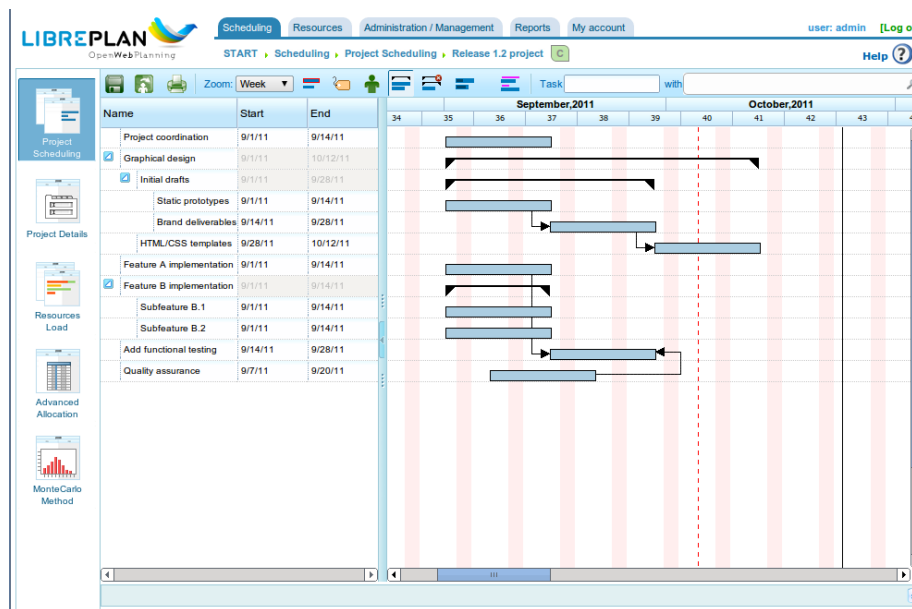 LIBREPLAN
OpenWebPlanning
Scheduling Resources Administration / Management Reports My account
user: admin [Log o
START Scheduling Project Scheduling Release 1.2 project C
Help ?
Zoom: Week Task with
Project
Scheduling
Project Details
Resources
Load
Advanced
Allocation
MonteCarlo
Method
Name Start End
September,2011 October,2011
34 35 36 37 38 39 40 41 42 43 4
Project coordination 9/1/11 9/14/11
Graphical design 9/1/11 10/12/11
Initial drafts 9/1/11 9/28/11
Static prototypes 9/1/11 9/14/11
Brand deliverables 9/14/11 9/28/11
HTML/CSS templates 9/28/11 10/12/11
Feature A implementation 9/1/11 9/14/11
Feature B implementation 9/1/11 9/14/11
Subfeature B.1 9/1/11 9/14/11
Subfeature B.2 9/1/11 9/14/11
Add functional testing 9/14/11 9/28/11
Quality assurance 9/7/11 9/20/11